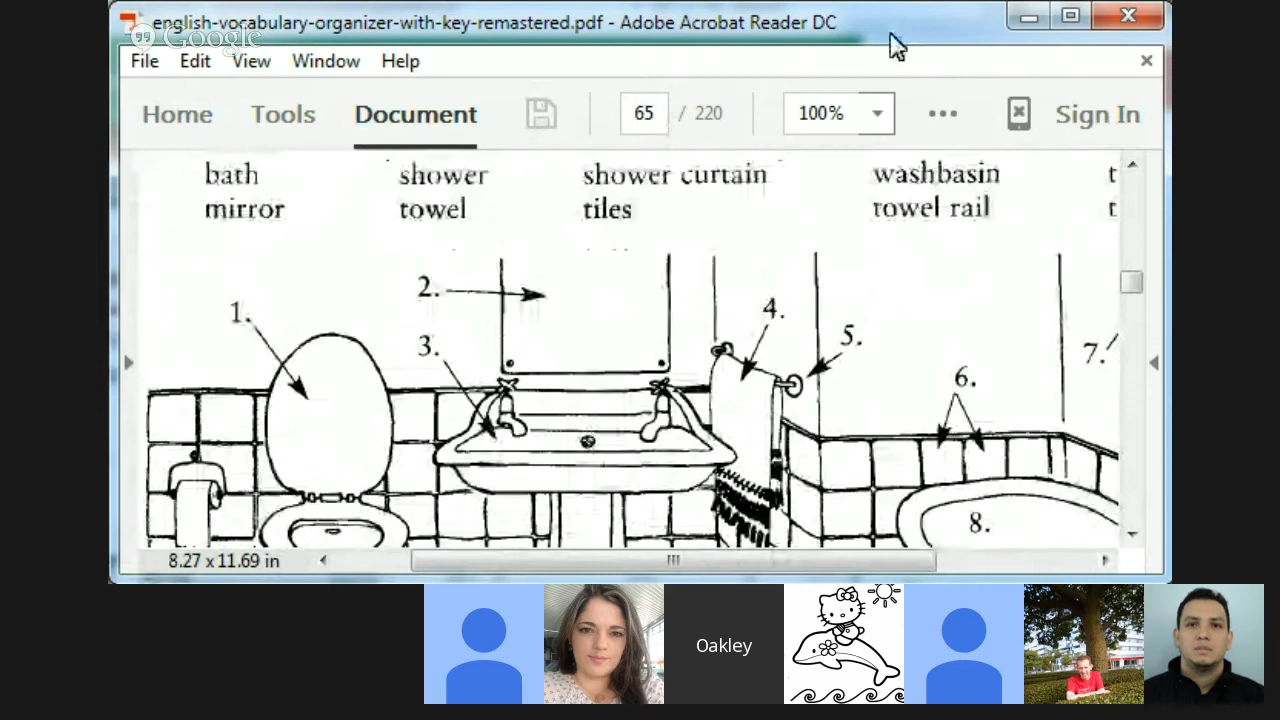 english-vocabulary-organizer-with-key-remastered.pdf - Adobe Acrobat Reader DC
Google
File Edit View Window Help
Home Tools Document 65 / 220 100% Sign In
bath shower shower curtain washbasin t
mirror towel tiles towel rail t
1.
2.
3.
4.
5.
6.
7.
8.
8.27 x 11.69 in
Oakley